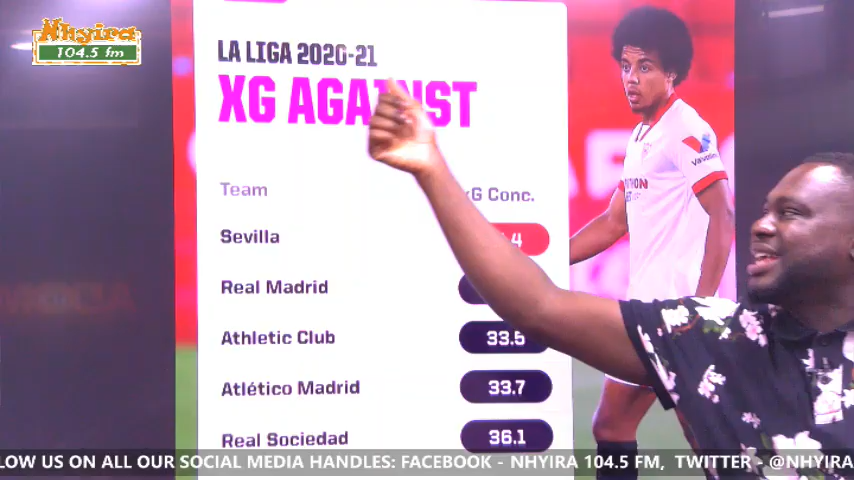 Nhyira
104.5 fm
LA LIGA 2020-21
XG AGAINST
Team
xG Conc.
Sevilla
.4
Real Madrid
Athletic Club
33.5
Atlético Madrid
33.7
Real Sociedad
36.1
LOW US ON ALL OUR SOCIAL MEDIA HANDLES: FACEBOOK - NHYIRA 104.5 FM, TWITTER - @NHYIRA